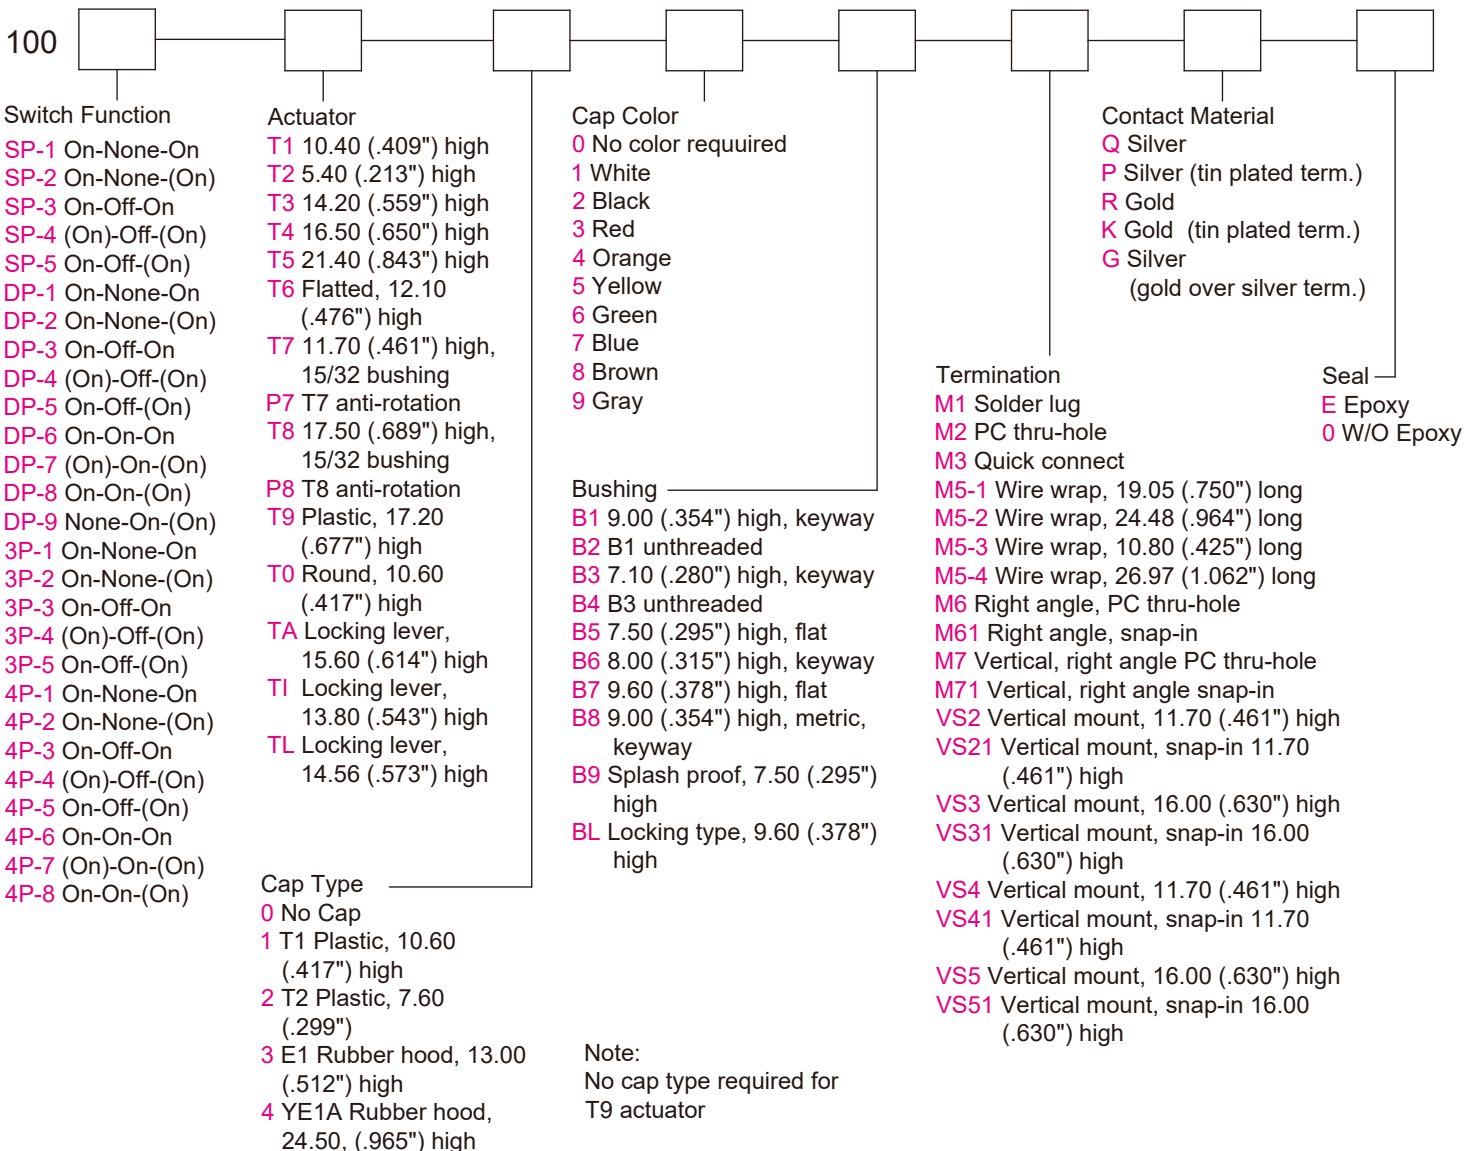 100
Switch Function
SP-1 On-None-On
SP-2 On-None-(On)
SP-3 On-Off-On
SP-4 (On)-Off-(On)
SP-5 On-Off-(On)
DP-1 On-None-On
DP-2 On-None-(On)
DP-3 On-Off-On
DP-4 (On)-Off-(On)
DP-5 On-Off-(On)
DP-6 On-On-On
DP-7 (On)-On-(On)
DP-8 On-On-(On)
DP-9 None-On-(On)
3P-1 On-None-On
3P-2 On-None-(On)
3P-3 On-Off-On
3P-4 (On)-Off-(On)
3P-5 On-Off-(On)
4P-1 On-None-On
4P-2 On-None-(On)
4P-3 On-Off-On
4P-4 (On)-Off-(On)
4P-5 On-Off-(On)
4P-6 On-On-On
4P-7 (On)-On-(On)
4P-8 On-On-(On)
Actuator
T1 10.40 (.409") high
T2 5.40 (.213") high
T3 14.20 (.559") high
T4 16.50 (.650") high
T5 21.40 (.843") high
T6 Flatted, 12.10
(.476") high
T7 11.70 (.461") high,
15/32 bushing
P7 T7 anti-rotation
T8 17.50 (.689") high,
15/32 bushing
P8 T8 anti-rotation
T9 Plastic, 17.20
(.677") high
T0 Round, 10.60
(.417") high
TA Locking lever,
15.60 (.614") high
TI Locking lever,
13.80 (.543") high
TL Locking lever,
14.56 (.573") high
Cap Type
0 No Cap
1 T1 Plastic, 10.60
(.417") high
2 T2 Plastic, 7.60
(.299")
3 E1 Rubber hood, 13.00
(.512") high
4 YE1A Rubber hood,
24.50, (.965") high
Cap Color
0 No color requuired
1 White
2 Black
3 Red
4 Orange
5 Yellow
6 Green
7 Blue
8 Brown
9 Gray
Bushing
B1 9.00 (.354") high, keyway
B2 B1 unthreaded
B3 7.10 (.280") high, keyway
B4 B3 unthreaded
B5 7.50 (.295") high, flat
B6 8.00 (.315") high, keyway
B7 9.60 (.378") high, flat
B8 9.00 (.354") high, metric,
keyway
B9 Splash proof, 7.50 (.295")
high
BL Locking type, 9.60 (.378")
high
Note:
No cap type required for
T9 actuator
Termination
M1 Solder lug
M2 PC thru-hole
M3 Quick connect
M5-1 Wire wrap, 19.05 (.750") long
M5-2 Wire wrap, 24.48 (.964") long
M5-3 Wire wrap, 10.80 (.425") long
M5-4 Wire wrap, 26.97 (1.062") long
M6 Right angle, PC thru-hole
M61 Right angle, snap-in
M7 Vertical, right angle PC thru-hole
M71 Vertical, right angle snap-in
VS2 Vertical mount, 11.70 (.461") high
VS21 Vertical mount, snap-in 11.70
(.461") high
VS3 Vertical mount, 16.00 (.630") high
VS31 Vertical mount, snap-in 16.00
(.630") high
VS4 Vertical mount, 11.70 (.461") high
VS41 Vertical mount, snap-in 11.70
(.461") high
VS5 Vertical mount, 16.00 (.630") high
VS51 Vertical mount, snap-in 16.00
(.630") high
Contact Material
Q Silver
P Silver (tin plated term.)
R Gold
K Gold (tin plated term.)
G Silver
(gold over silver term.)
Seal
E Epoxy
0 W/O Epoxy